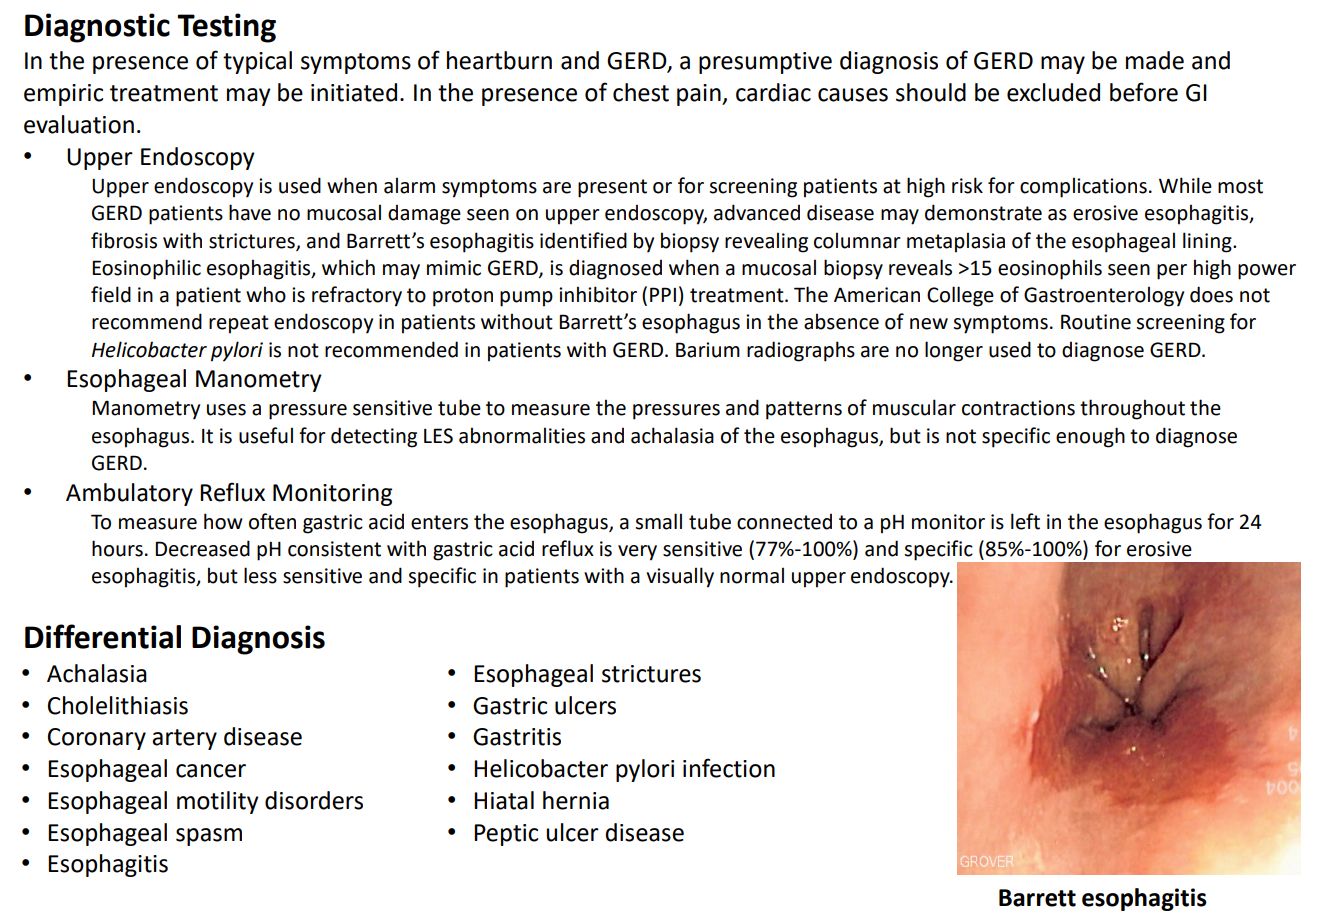 Diagnostic Testing
In the presence of typical symptoms of heartburn and GERD, a presumptive diagnosis of GERD may be made and
empiric treatment may be initiated. In the presence of chest pain, cardiac causes should be excluded before GI
evaluation.
• Upper Endoscopy
Upper endoscopy is used when alarm symptoms are present or for screening patients at high risk for complications. While most
GERD patients have no mucosal damage seen on upper endoscopy, advanced disease may demonstrate as erosive esophagitis,
fibrosis with strictures, and Barrett’s esophagitis identified by biopsy revealing columnar metaplasia of the esophageal lining.
Eosinophilic esophagitis, which may mimic GERD, is diagnosed when a mucosal biopsy reveals >15 eosinophils seen per high power
field in a patient who is refractory to proton pump inhibitor (PPI) treatment. The American College of Gastroenterology does not
recommend repeat endoscopy in patients without Barrett’s esophagus in the absence of new symptoms. Routine screening for
Helicobacter pylori is not recommended in patients with GERD. Barium radiographs are no longer used to diagnose GERD.
• Esophageal Manometry
Manometry uses a pressure sensitive tube to measure the pressures and patterns of muscular contractions throughout the
esophagus. It is useful for detecting LES abnormalities and achalasia of the esophagus, but is not specific enough to diagnose
GERD.
• Ambulatory Reflux Monitoring
To measure how often gastric acid enters the esophagus, a small tube connected to a pH monitor is left in the esophagus for 24
hours. Decreased pH consistent with gastric acid reflux is very sensitive (77%-100%) and specific (85%-100%) for erosive
esophagitis, but less sensitive and specific in patients with a visually normal upper endoscopy.
Differential Diagnosis
• Achalasia
• Cholelithiasis
• Coronary artery disease
• Esophageal cancer
• Esophageal motility disorders
• Esophageal spasm
• Esophagitis
• Esophageal strictures
• Gastric ulcers
• Gastritis
• Helicobacter pylori infection
• Hiatal hernia
• Peptic ulcer disease
GROVER
Barrett esophagitis